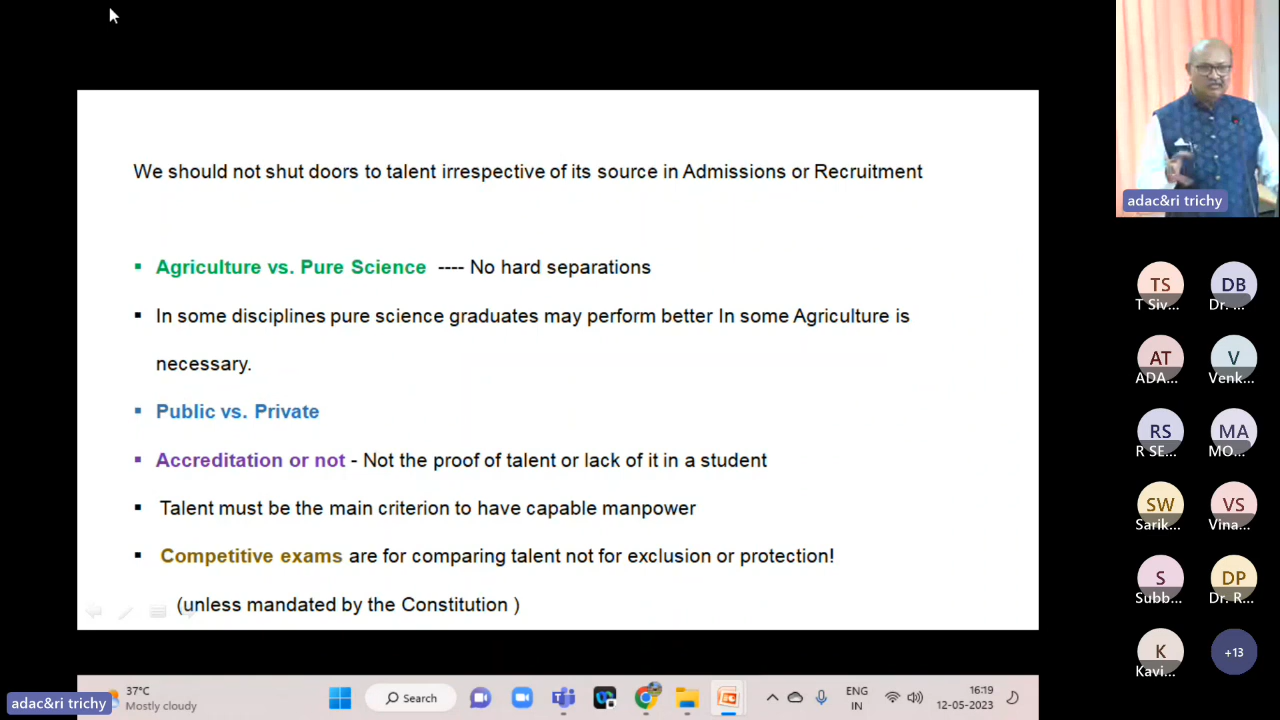 We should not shut doors to talent irrespective of its source in Admissions or Recruitment
▪ Agriculture vs. Pure Science ---- No hard separations
▪ In some disciplines pure science graduates may perform better In some Agriculture is
necessary.
▪ Public vs. Private
▪ Accreditation or not - Not the proof of talent or lack of it in a student
▪ Talent must be the main criterion to have capable manpower
▪ Competitive exams are for comparing talent not for exclusion or protection!
(unless mandated by the Constitution )
adac&ri trichy
TS
T Siv...
DB
Dr. ...
AT
ADA...
V
Venk...
RS
R SE...
MA
MO...
SW
Sarik...
VS
Vina...
S
Subb...
DP
Dr. R...
K
Kavi...
+13
adac&ri trichy
37°C
Mostly cloudy
Search
ENG
IN
16:19
12-05-2023